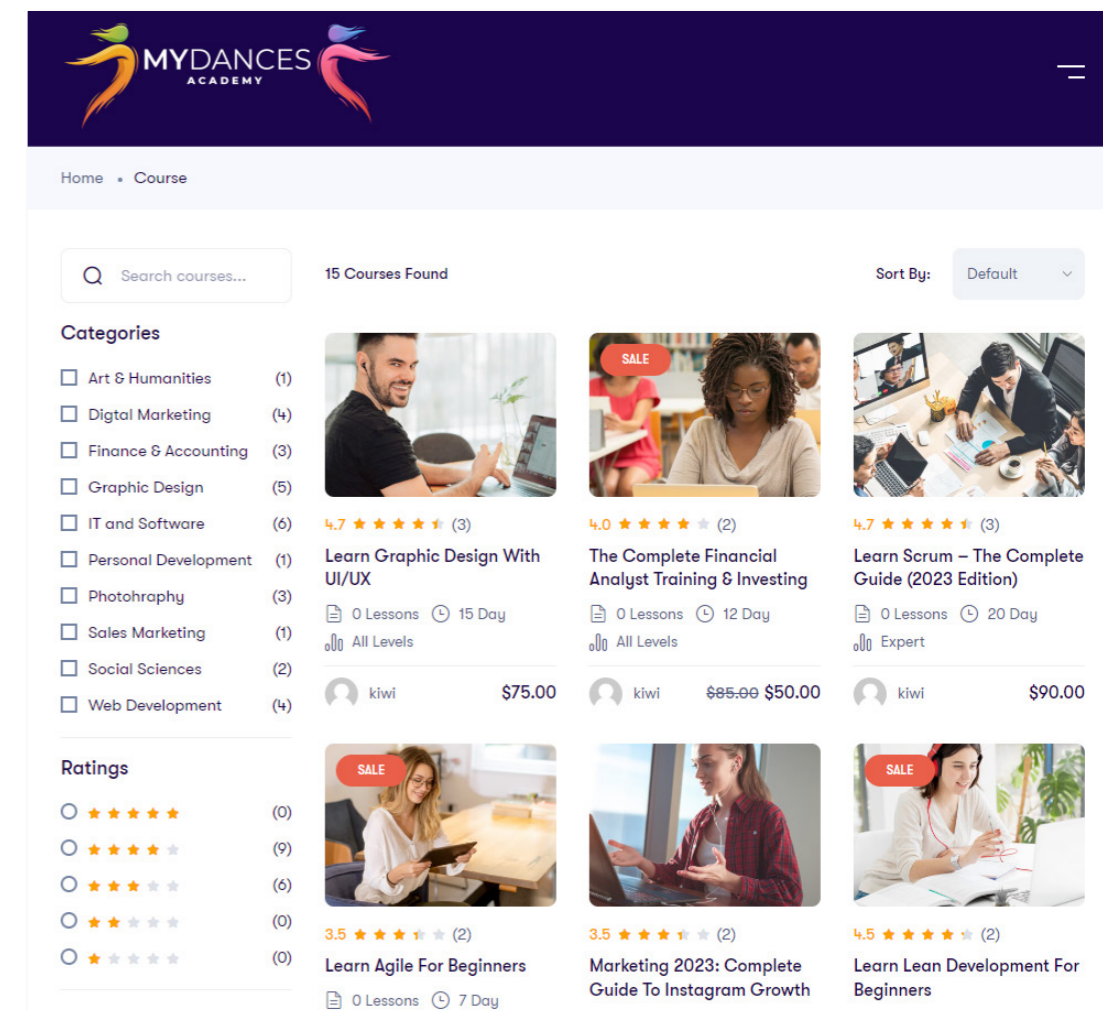 MYDANCES
ACADEMY
Home • Course
Search courses...
15 Courses Found
Sort By:
Default
Categories
Art & Humanities (1)
Digtal Marketing (4)
Finance & Accounting (3)
Graphic Design (5)
IT and Software (6)
Personal Development (1)
Photohraphy (3)
Sales Marketing (1)
Social Sciences (2)
Web Development (4)
Ratings
(0)
(9)
(6)
(0)
(0)
4.7 (3)
Learn Graphic Design With
UI/UX
0 Lessons 15 Day
All Levels
kiwi $75.00
SALE
4.0 (2)
The Complete Financial
Analyst Training & Investing
0 Lessons 12 Day
All Levels
kiwi $85.00 $50.00
4.7 (3)
Learn Scrum – The Complete
Guide (2023 Edition)
0 Lessons 20 Day
Expert
kiwi $90.00
SALE
3.5 (2)
Learn Agile For Beginners
0 Lessons 7 Day
3.5 (2)
Marketing 2023: Complete
Guide To Instagram Growth
SALE
4.5 (2)
Learn Lean Development For
Beginners